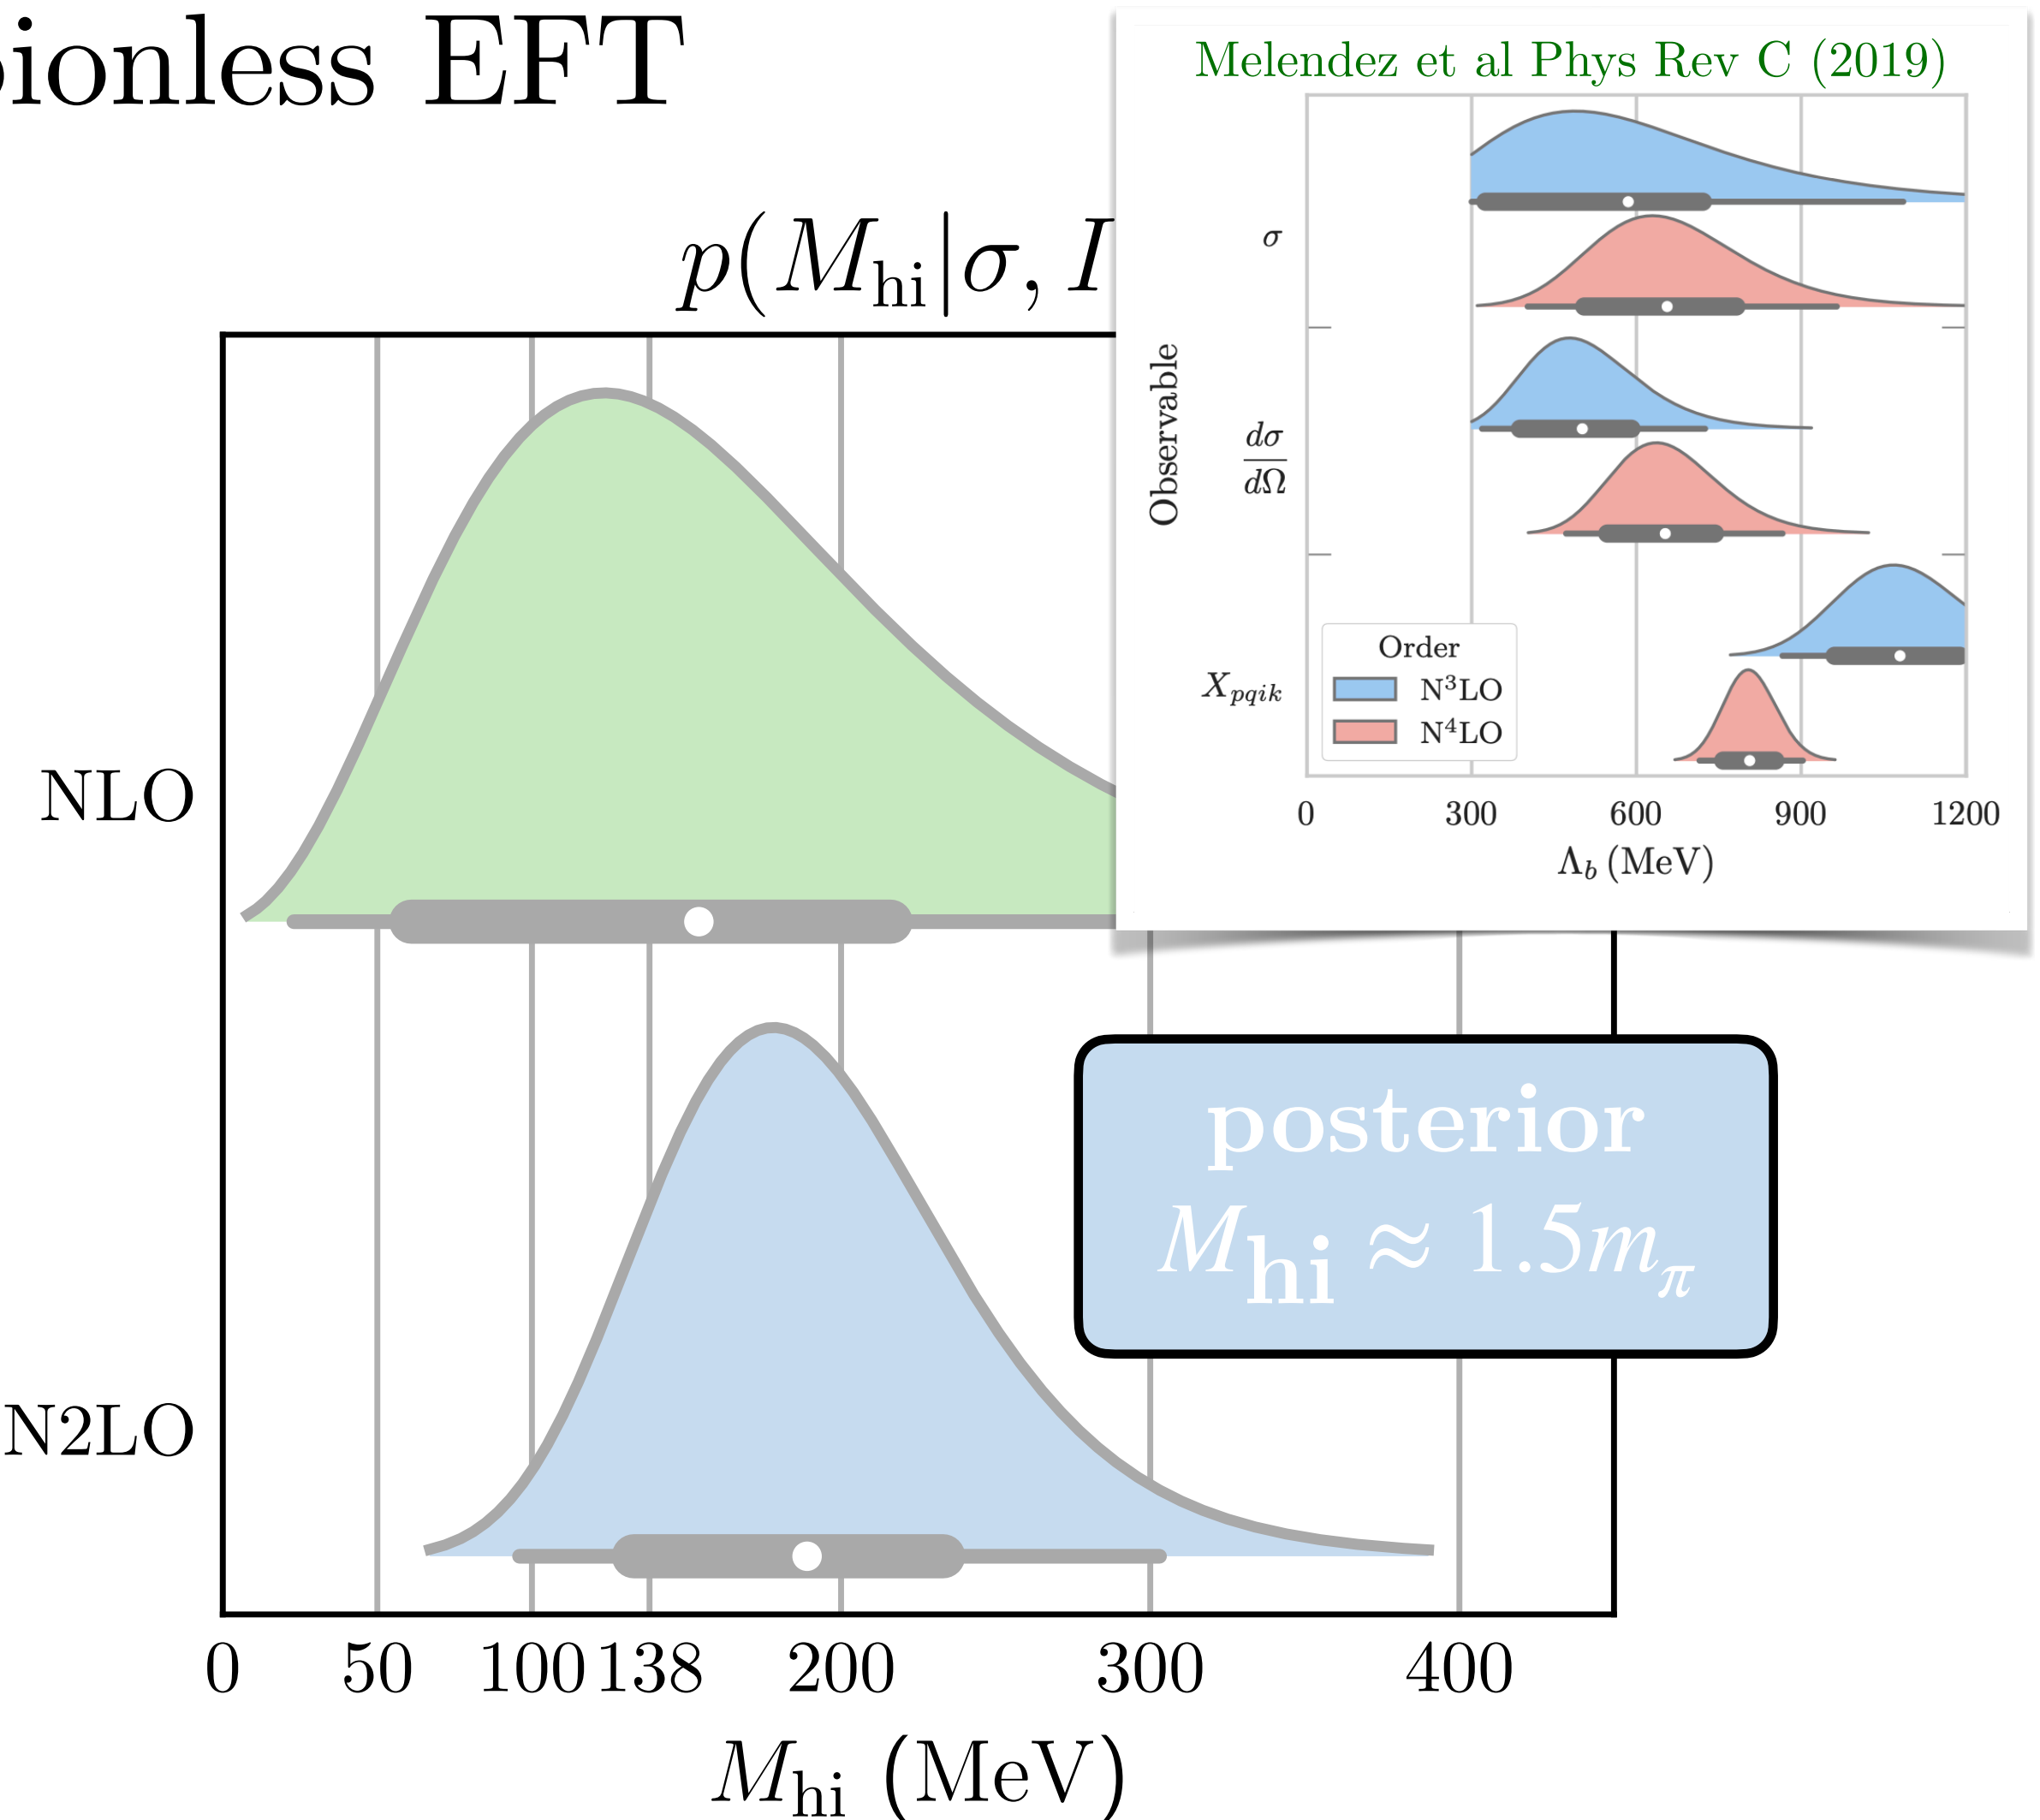 ionless EFT
p(M_hi|σ, I
NLO
N2LO
0 50 100 138 200 300 400
M_hi (MeV)
Melendez et al Phys Rev C (2019)
Observable
σ
dσ
dΩ
X_pqik
Order
N³LO
N⁴LO
0 300 600 900 1200
Λ_b (MeV)
posterior
M_hi ≈ 1.5m_π